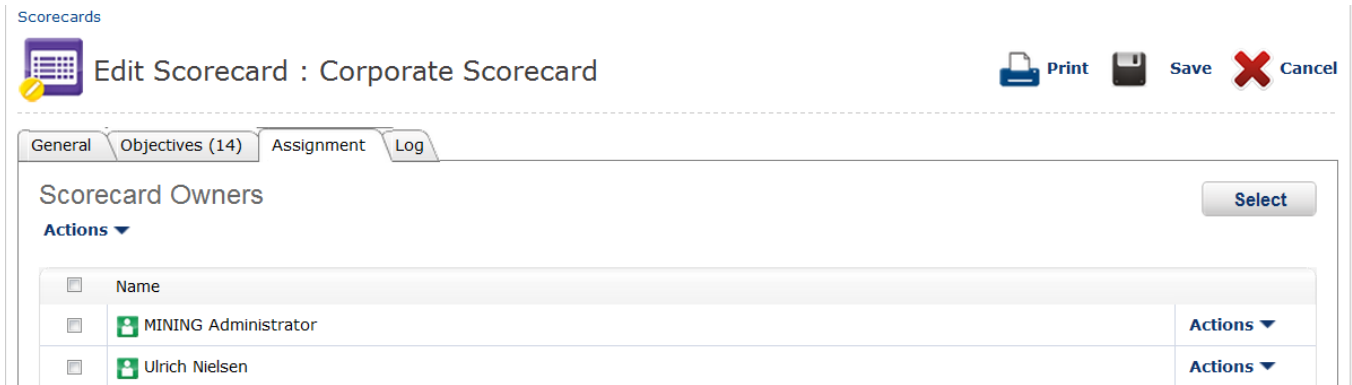 Scorecards
Edit Scorecard : Corporate Scorecard
Print Save Cancel
General Objectives (14) Assignment Log
Scorecard Owners
Select
Actions
Name
MINING Administrator Actions
Ulrich Nielsen Actions